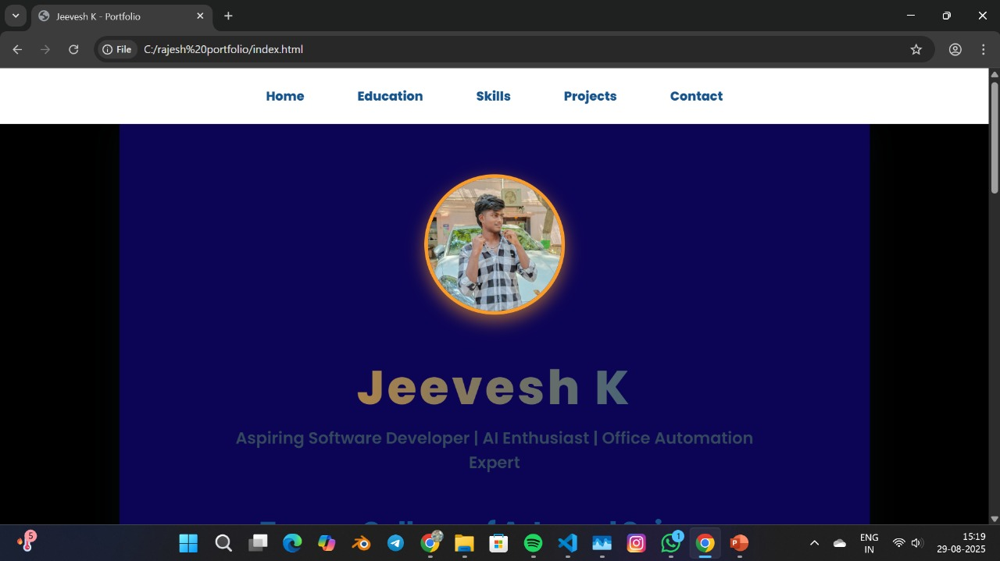 Jeevesh K - Portfolio
File
C:/rajesh%20portfolio/index.html
Home Education Skills Projects Contact
Jeevesh K
Aspiring Software Developer | AI Enthusiast | Office Automation
Expert
5
1
ENG
IN
15:19
29-08-2025